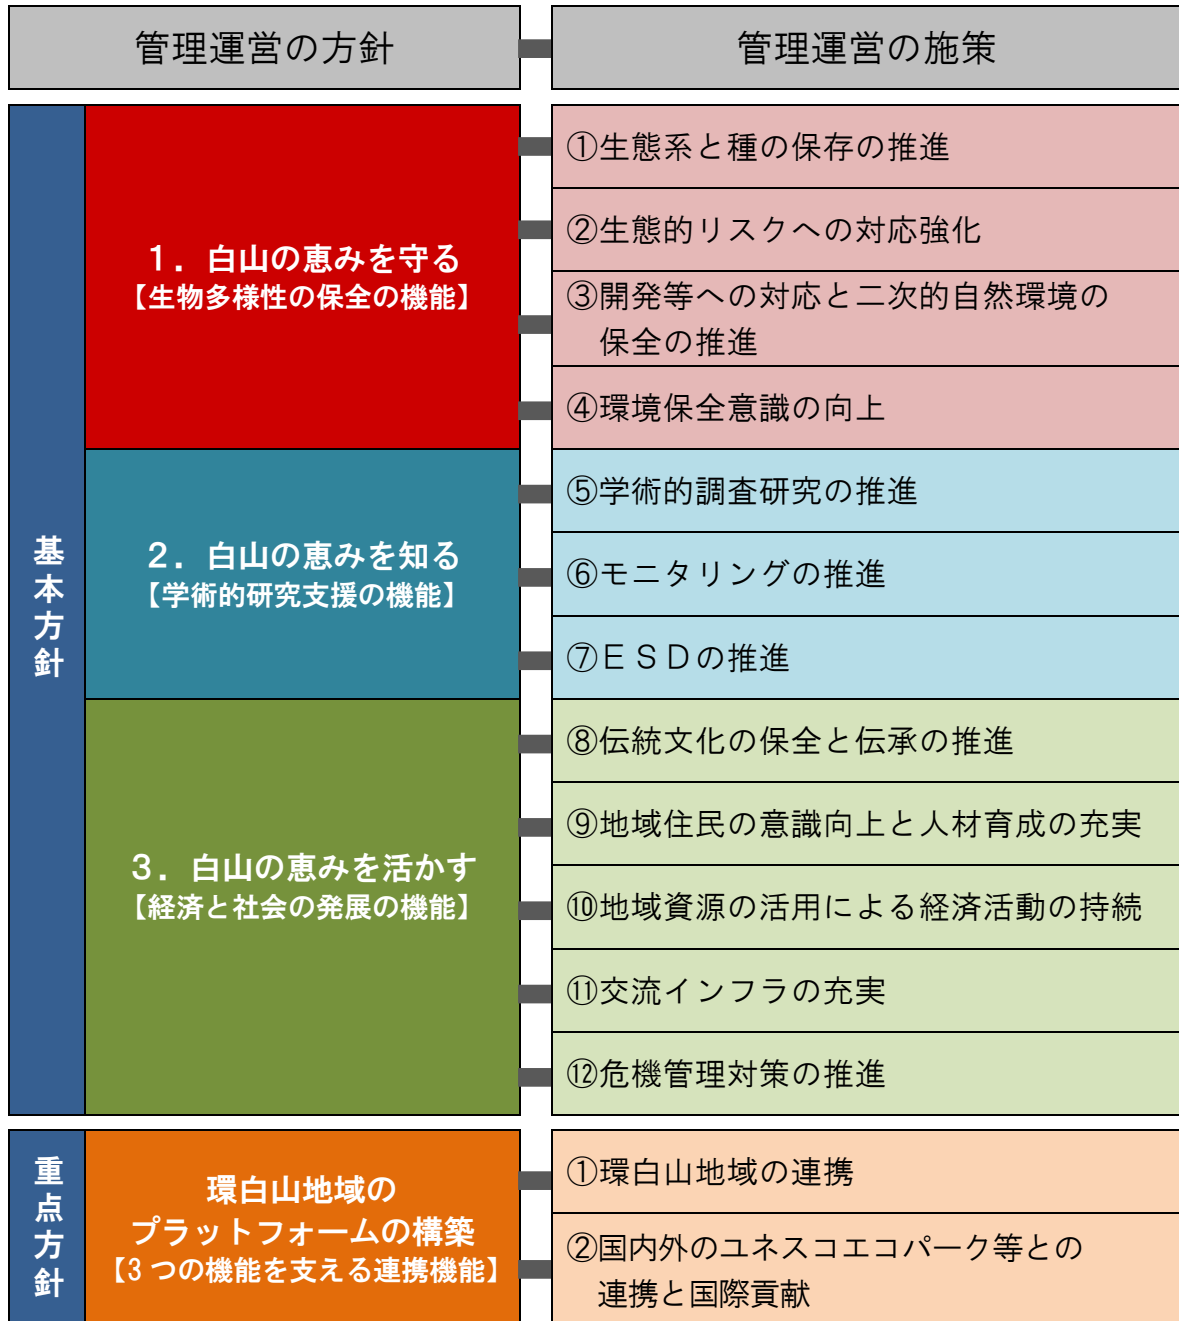 管理運営の方針
管理運営の施策
基本方針
１．白山の恵みを守る
【生物多様性の保全の機能】
①生態系と種の保存の推進
②生態的リスクへの対応強化
③開発等への対応と二次的自然環境の
保全の推進
④環境保全意識の向上
２．白山の恵みを知る
【学術的研究支援の機能】
⑤学術的調査研究の推進
⑥モニタリングの推進
⑦ＥＳＤの推進
３．白山の恵みを活かす
【経済と社会の発展の機能】
⑧伝統文化の保全と伝承の推進
⑨地域住民の意識向上と人材育成の充実
⑩地域資源の活用による経済活動の持続
⑪交流インフラの充実
⑫危機管理対策の推進
重点方針
環白山地域の
プラットフォームの構築
【3つの機能を支える連携機能】
①環白山地域の連携
②国内外のユネスコエコパーク等との
連携と国際貢献